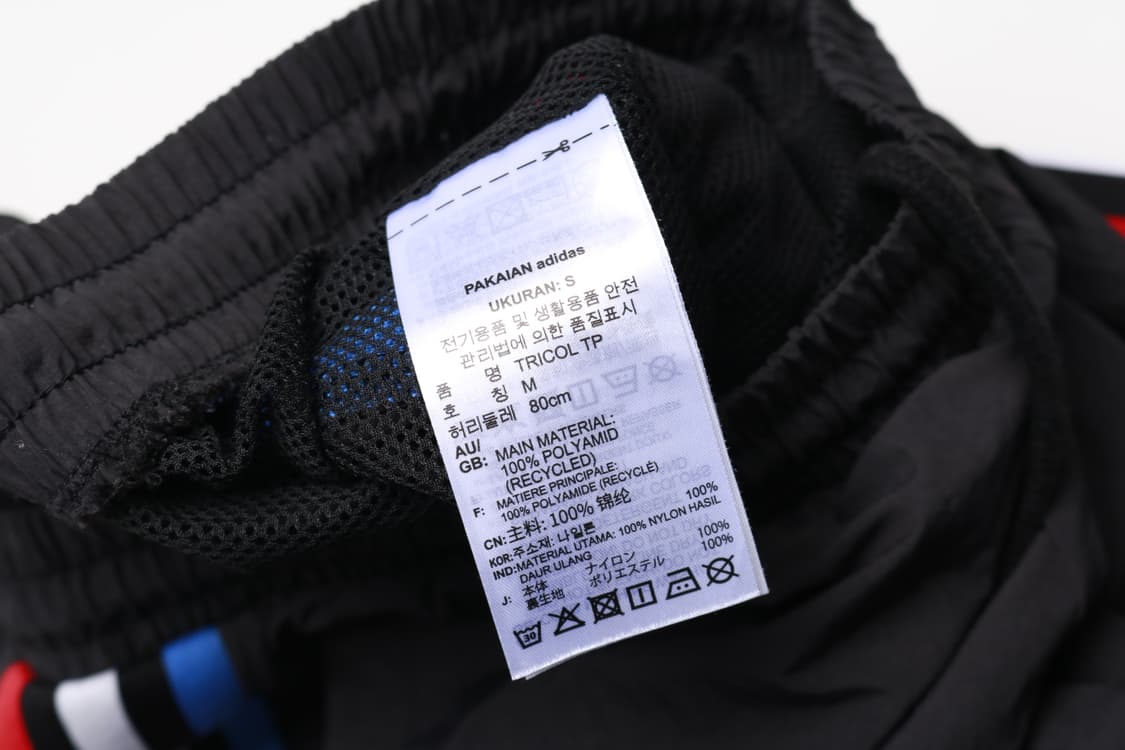 PAKAIAN adidas
UKURAN: S
전기용품 및 생활용품 안전
관리법에 의한 품질표시
품 명 TRICOL TP
호 칭 M
허리둘레 80cm
AU/
GB: MAIN MATERIAL:
100% POLYAMID
(RECYCLED)
F: MATIERE PRINCIPALE:
100% POLYAMIDE (RECYCLÉ)
CN: 主料: 100% 锦纶
KOR: 주소재: 나일론 100%
IND: MATERIAL UTAMA: 100% NYLON HASIL
DAUR ULANG
J: 本体 ナイロン 100%
裏生地 ポリエステル 100%
30